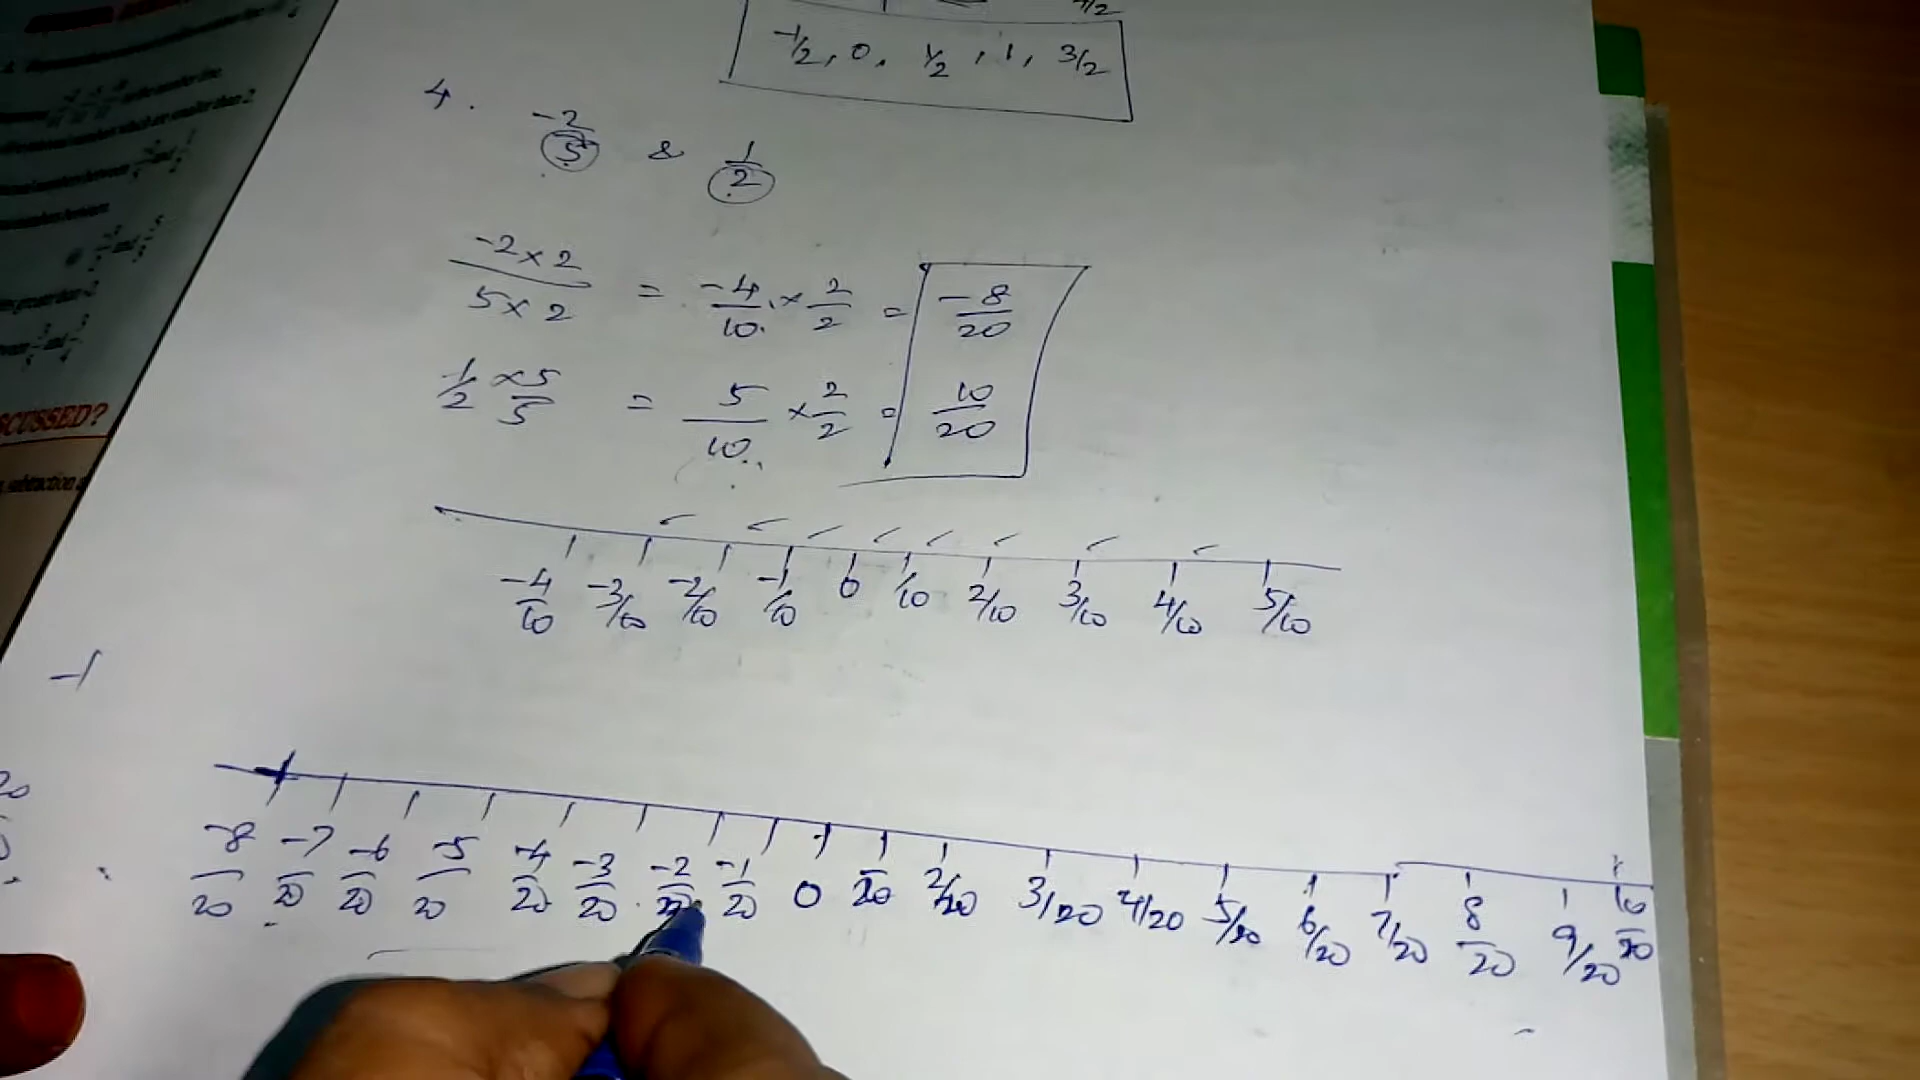 -1/2, 0, 1/2, 1, 3/2
4. -2/5 & 1/2
-2×2/5×2 = -4/10 × 2/2 = -8/20
1/2 ×5/5 = 5/10 × 2/2 = 10/20
-4/10 -3/10 -2/10 -1/10 0 1/10 2/10 3/10 4/10 5/10
-1
-8/20 -7/20 -6/20 -5/20 -4/20 -3/20 -2/20 -1/20 0 1/20 2/20 3/20 4/20 5/20 6/20 7/20 8/20 9/20 10/20
SCUSSED?
, subtraction